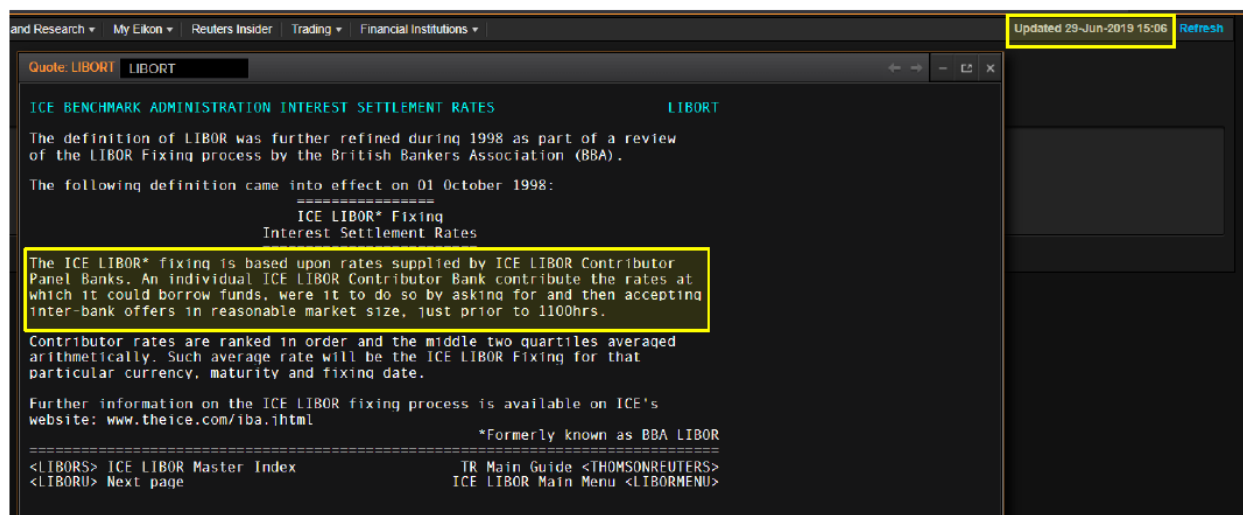 and Research ▾ My Eikon ▾ Reuters Insider Trading ▾ Financial Institutions ▾ Updated 29-Jun-2019 15:06 Refresh
Quote: LIBORT LIBORT
ICE BENCHMARK ADMINISTRATION INTEREST SETTLEMENT RATES LIBORT
The definition of LIBOR was further refined during 1998 as part of a review
of the LIBOR Fixing process by the British Bankers Association (BBA).
The following definition came into effect on 01 October 1998:
================
ICE LIBOR* Fixing
Interest Settlement Rates
=========================
The ICE LIBOR* fixing is based upon rates supplied by ICE LIBOR Contributor
Panel Banks. An individual ICE LIBOR Contributor Bank contribute the rates at
which it could borrow funds, were it to do so by asking for and then accepting
inter-bank offers in reasonable market size, just prior to 1100hrs.
Contributor rates are ranked in order and the middle two quartiles averaged
arithmetically. Such average rate will be the ICE LIBOR Fixing for that
particular currency, maturity and fixing date.
Further information on the ICE LIBOR fixing process is available on ICE's
website: www.theice.com/iba.jhtml
*Formerly known as BBA LIBOR
================================================================================
<LIBORS> ICE LIBOR Master Index TR Main Guide <THOMSONREUTERS>
<LIBORU> Next page ICE LIBOR Main Menu <LIBORMENU>